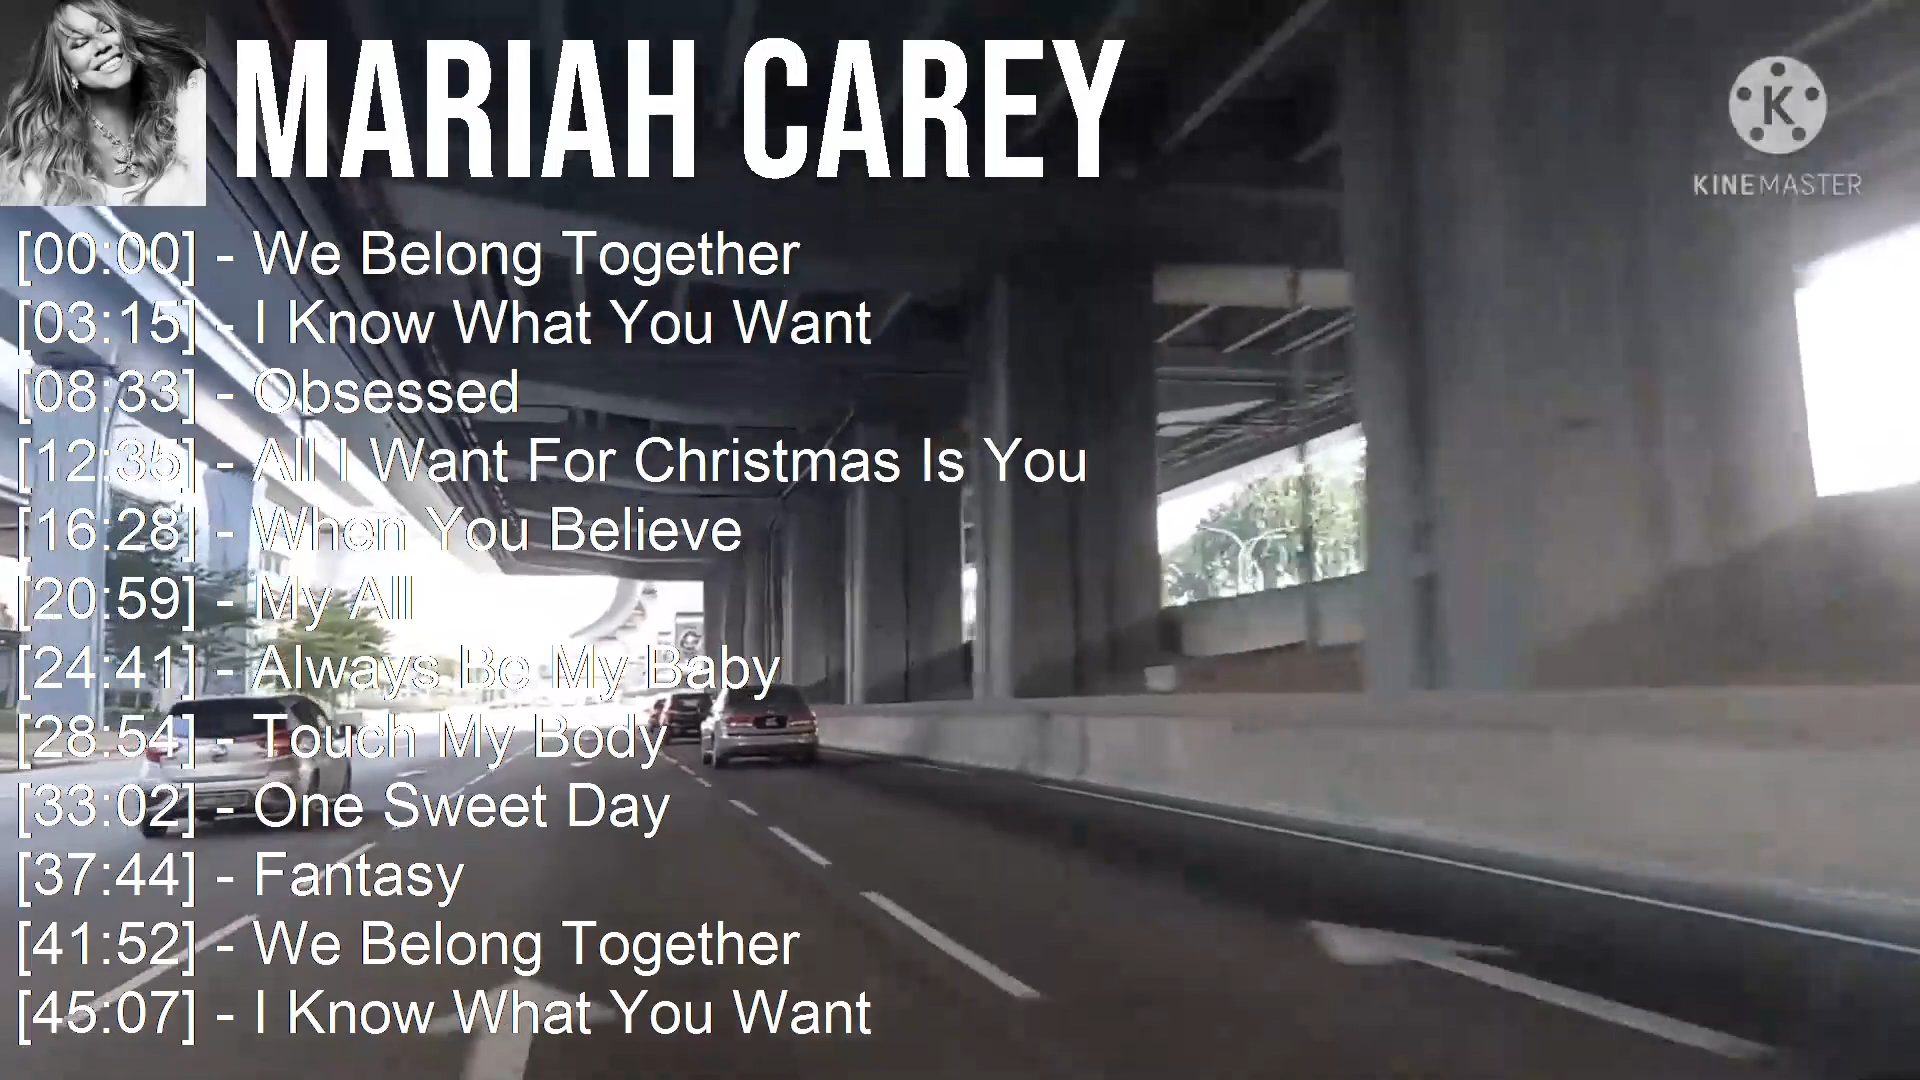 MARIAH CAREY
K
KINEMASTER
[00:00] - We Belong Together
[03:15] - I Know What You Want
[08:33] - Obsessed
[12:35] - All I Want For Christmas Is You
[16:28] - When You Believe
[20:59] - My All
[24:41] - Always Be My Baby
[28:54] - Touch My Body
[33:02] - One Sweet Day
[37:44] - Fantasy
[41:52] - We Belong Together
[45:07] - I Know What You Want